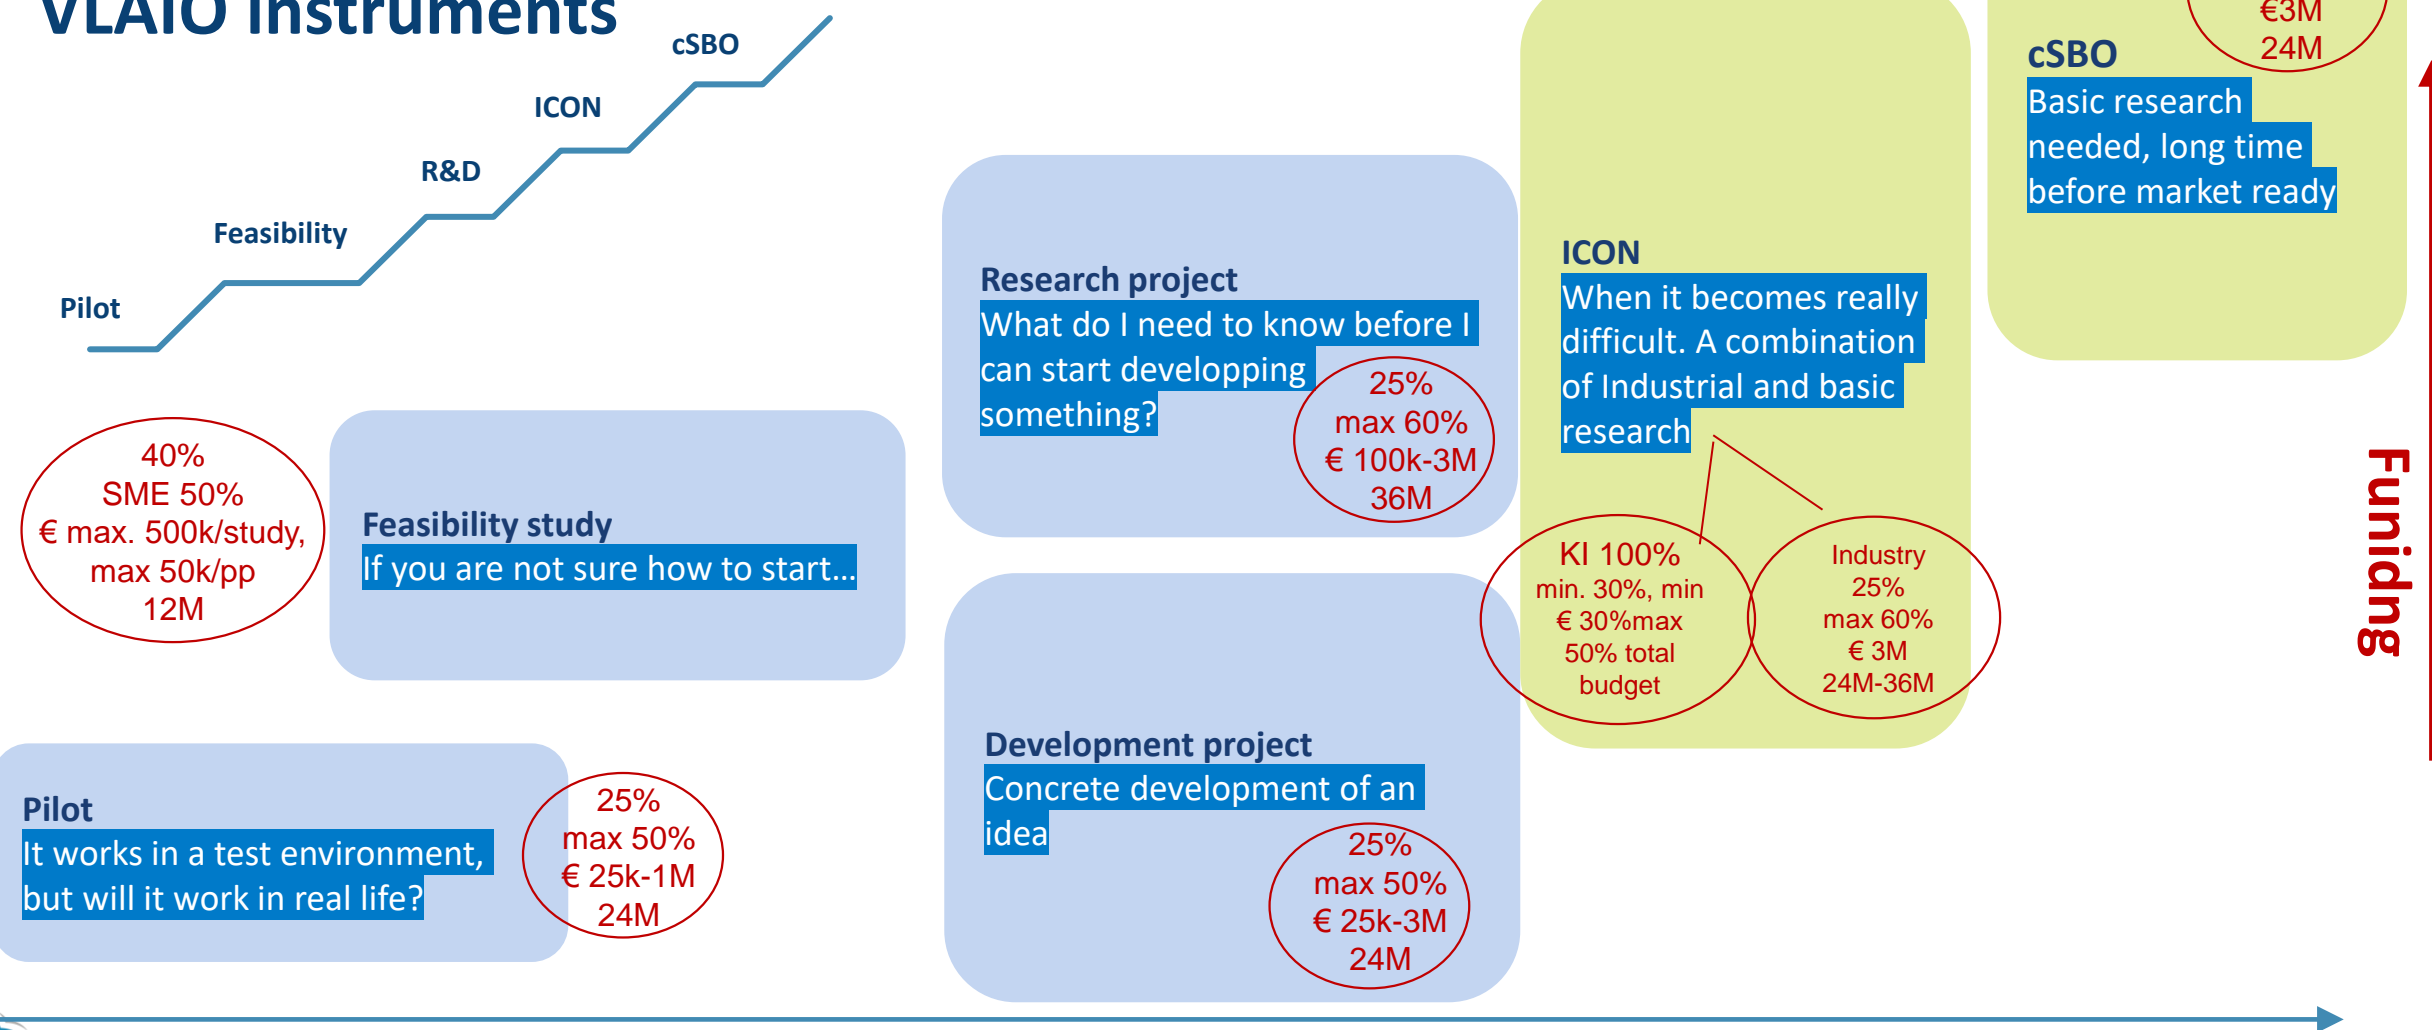 VLAIO instruments
cSBO
ICON
R&D
Feasibility
Pilot
40%
SME 50%
€ max. 500k/study,
max 50k/pp
12M
Feasibility study
If you are not sure how to start...
Pilot
It works in a test environment,
but will it work in real life?
25%
max 50%
€ 25k-1M
24M
Research project
What do I need to know before I
can start developping
something?
25%
max 60%
€ 100k-3M
36M
Development project
Concrete development of an
idea
25%
max 50%
€ 25k-3M
24M
ICON
When it becomes really
difficult. A combination
of Industrial and basic
research
KI 100%
min. 30%, min
€ 30%max
50% total
budget
Industry
25%
max 60%
€ 3M
24M-36M
€3M
24M
cSBO
Basic research
needed, long time
before market ready
Funidng